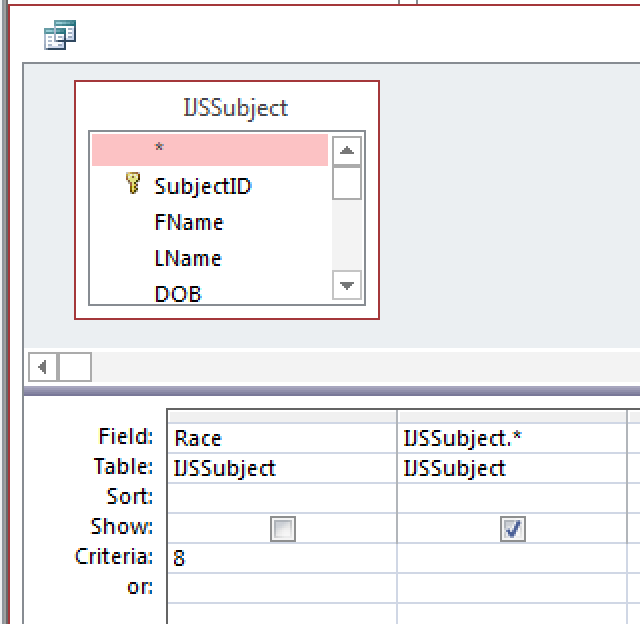 IJSSubject
*
SubjectID
FName
LName
DOB
Field: Race IJSSubject.*
Table: IJSSubject IJSSubject
Sort:
Show:
Criteria: 8
or: